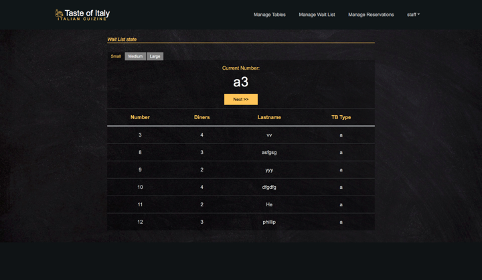 Taste of Italy
ITALIAN CUIZINE
Manage Tables Manage Wait List Manage Reservations staff
Wait List state
Small Medium Large
Current Number:
a3
Next >>
Number Diners Lastname TB Type
3 4 vv a
8 3 asfgsg a
9 2 yyy a
10 4 dfgdfg a
11 2 He a
12 3 phillip a